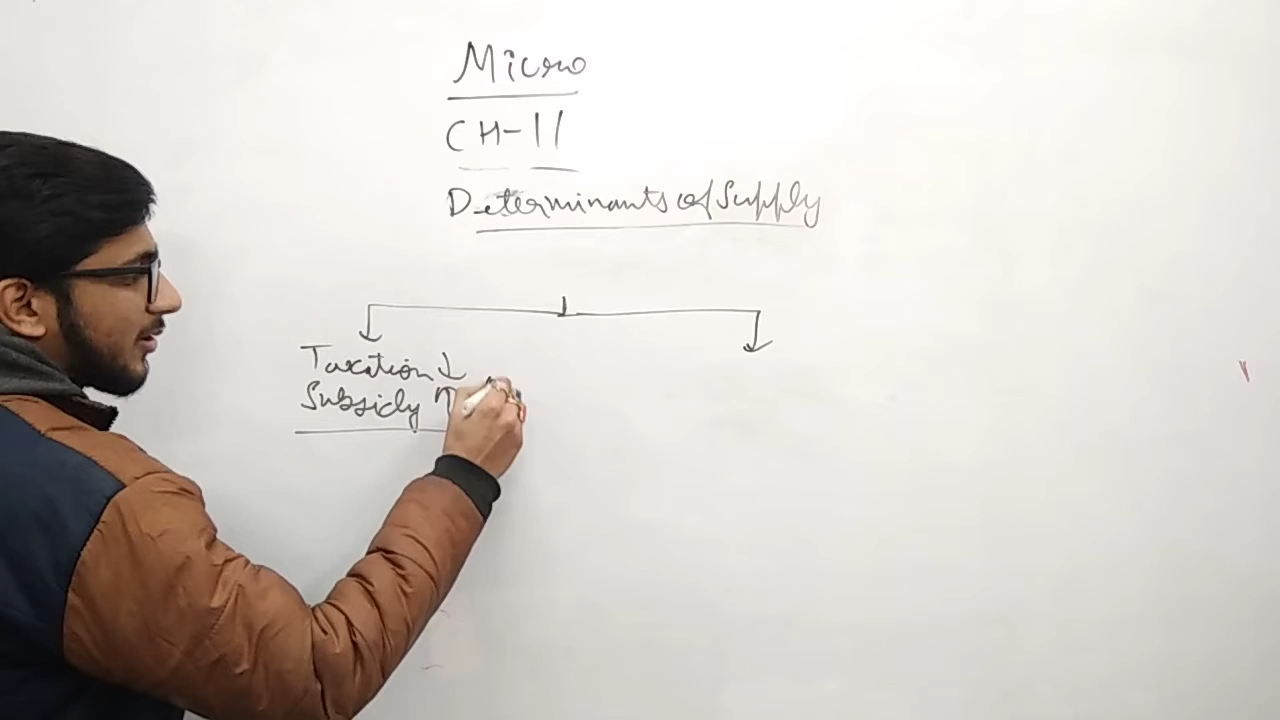 Micro
CH-11
Determinants of Supply
Taxation ↓
Subsidy ↑